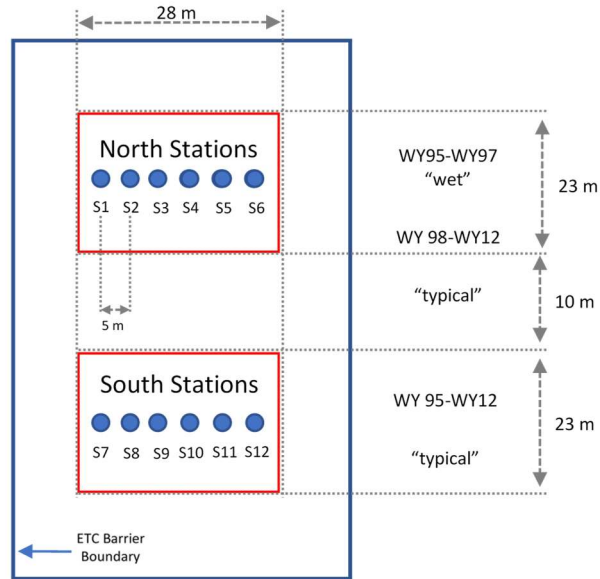 28 m
North Stations
S1 S2 S3 S4 S5 S6
5 m
WY95-WY97
“wet”
23 m
WY 98-WY12
“typical”
10 m
South Stations
S7 S8 S9 S10 S11 S12
WY 95-WY12
“typical”
23 m
ETC Barrier
Boundary